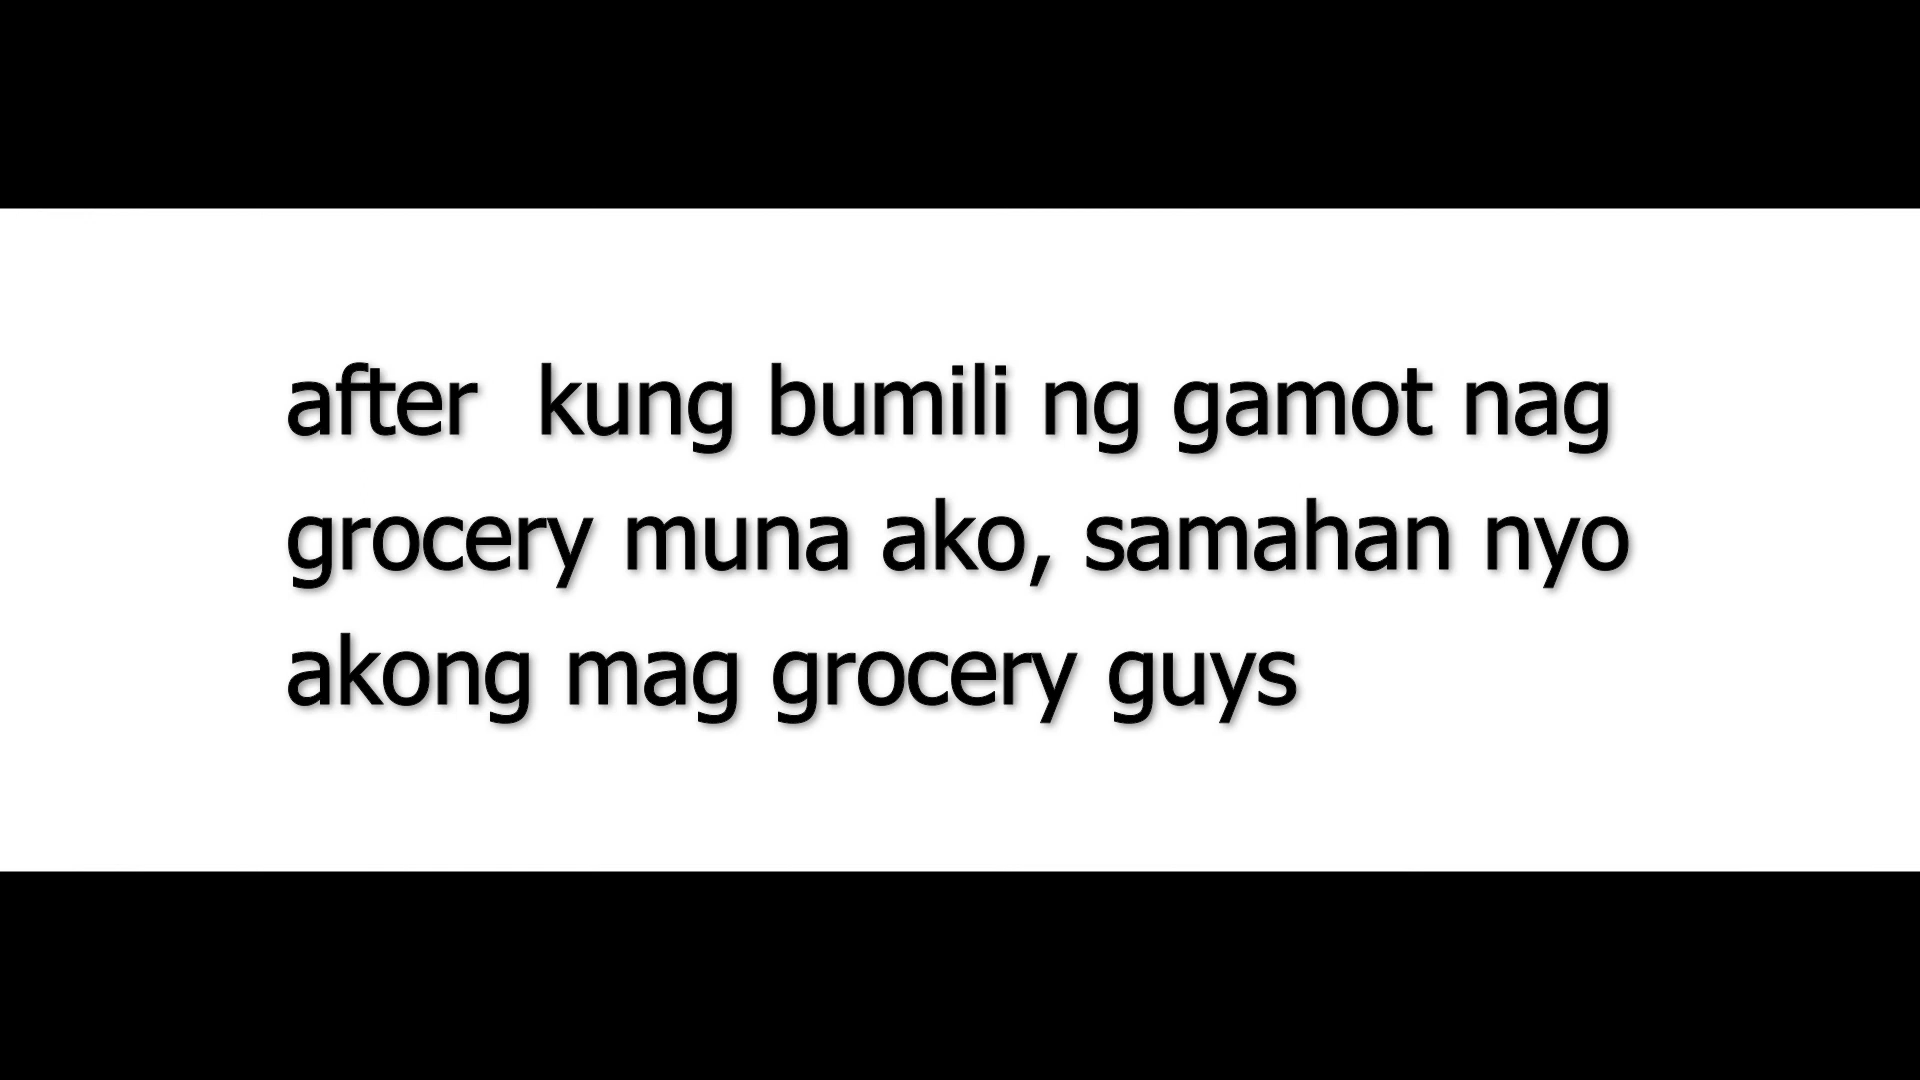 after  kung bumili ng gamot nag
grocery muna ako, samahan nyo
akong mag grocery guys